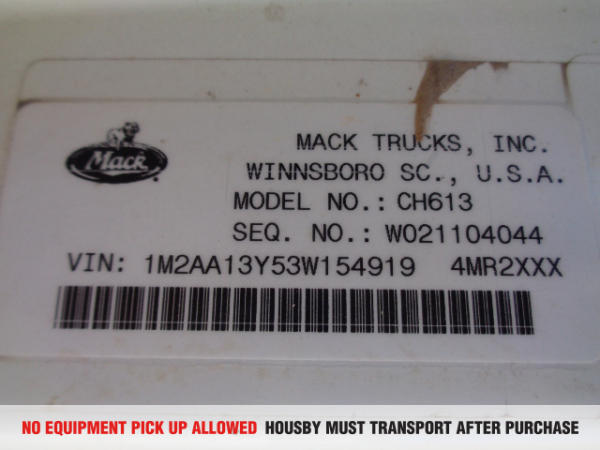 Mack
MACK TRUCKS, INC.
WINNSBORO SC., U.S.A.
MODEL NO.: CH613
SEQ. NO.: W021104044
VIN: 1M2AA13Y53W154919 4MR2XXX
NO EQUIPMENT PICK UP ALLOWED HOUSBY MUST TRANSPORT AFTER PURCHASE